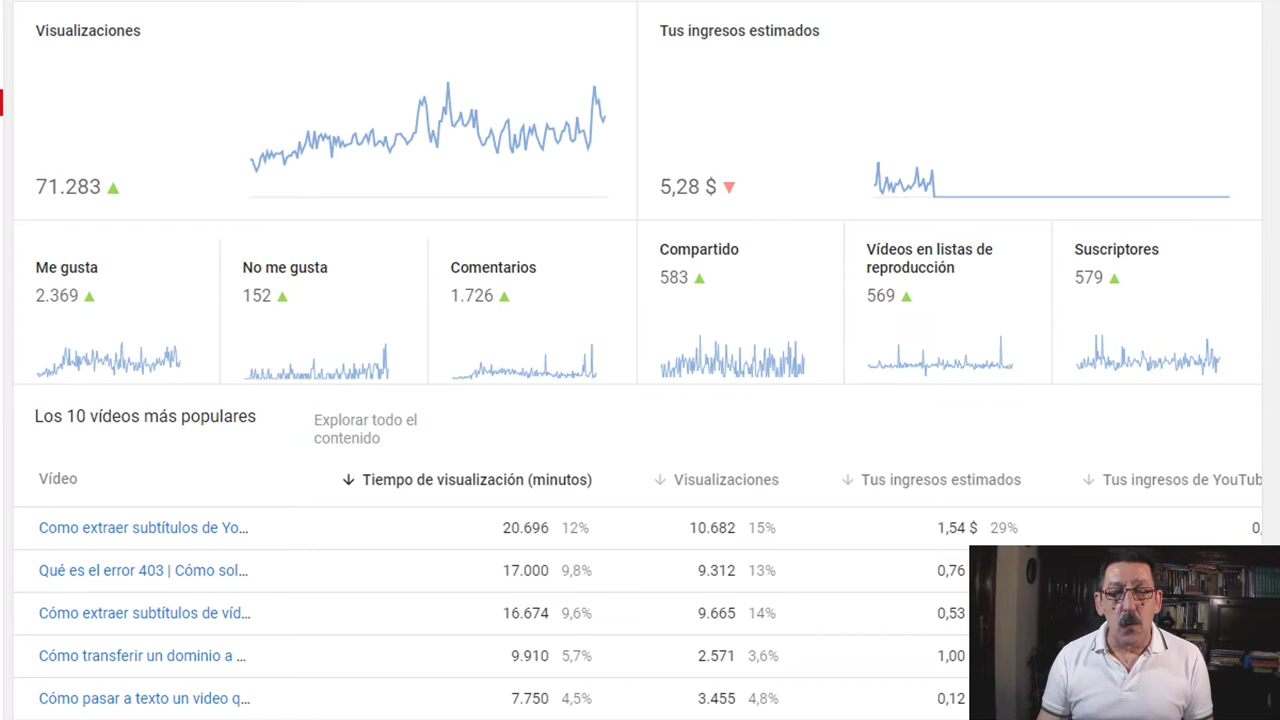 Visualizaciones
71.283
Tus ingresos estimados
5,28 $
Me gusta
2.369
No me gusta
152
Comentarios
1.726
Compartido
583
Vídeos en listas de
reproducción
569
Suscriptores
579
Los 10 vídeos más populares
Explorar todo el
contenido
Vídeo
Tiempo de visualización (minutos)
Visualizaciones
Tus ingresos estimados
Tus ingresos de YouTub
Como extraer subtítulos de Yo... 20.696 12% 10.682 15% 1,54 $ 29% 0,
Qué es el error 403 | Cómo sol... 17.000 9,8% 9.312 13% 0,76
Cómo extraer subtítulos de víd... 16.674 9,6% 9.665 14% 0,53
Cómo transferir un dominio a ... 9.910 5,7% 2.571 3,6% 1,00
Cómo pasar a texto un video q... 7.750 4,5% 3.455 4,8% 0,12